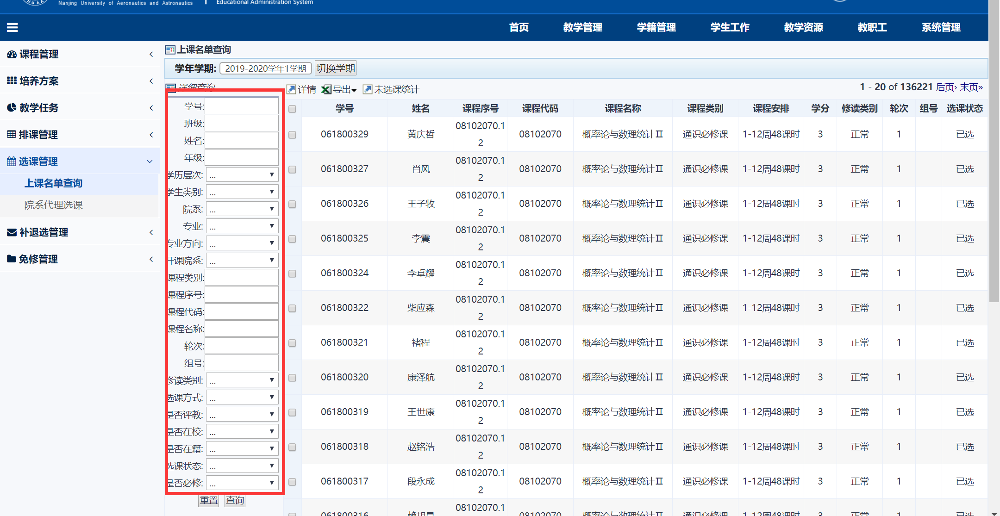 NUAA
Nanjing University of Aeronautics and Astronautics
Educational Administration System
首页 教学管理 学籍管理 学生工作 教学资源 教职工 系统管理
课程管理
培养方案
教学任务
排课管理
选课管理
上课名单查询
院系代理选课
补退选管理
免修管理
上课名单查询
学年学期: 2019-2020学年1学期 切换学期
详细查询
学号:
班级:
姓名:
年级:
学历层次: ...
学生类别: ...
院系: ...
专业: ...
专业方向: ...
开课院系: ...
课程类别:
课程序号:
课程代码:
课程名称:
轮次:
组号:
修读类别: ...
选课方式: ...
是否评教: ...
是否在校: ...
是否在籍: ...
选课状态: ...
是否必修: ...
重置 查询
详情 导出 未选课统计
1 - 20 of 136221 后页› 末页»
学号 姓名 课程序号 课程代码 课程名称 课程类别 课程安排 学分 修读类别 轮次 组号 选课状态
061800329 黄庆哲 08102070.12 08102070 概率论与数理统计Ⅱ 通识必修课 1-12周48课时 3 正常 1 已选
061800327 肖风 08102070.12 08102070 概率论与数理统计Ⅱ 通识必修课 1-12周48课时 3 正常 1 已选
061800326 王子牧 08102070.12 08102070 概率论与数理统计Ⅱ 通识必修课 1-12周48课时 3 正常 1 已选
061800325 李震 08102070.12 08102070 概率论与数理统计Ⅱ 通识必修课 1-12周48课时 3 正常 1 已选
061800324 李卓耀 08102070.12 08102070 概率论与数理统计Ⅱ 通识必修课 1-12周48课时 3 正常 1 已选
061800322 柴应森 08102070.12 08102070 概率论与数理统计Ⅱ 通识必修课 1-12周48课时 3 正常 1 已选
061800321 褚程 08102070.12 08102070 概率论与数理统计Ⅱ 通识必修课 1-12周48课时 3 正常 1 已选
061800320 康泽航 08102070.12 08102070 概率论与数理统计Ⅱ 通识必修课 1-12周48课时 3 正常 1 已选
061800319 王世康 08102070.12 08102070 概率论与数理统计Ⅱ 通识必修课 1-12周48课时 3 正常 1 已选
061800318 赵铭浩 08102070.12 08102070 概率论与数理统计Ⅱ 通识必修课 1-12周48课时 3 正常 1 已选
061800317 段永成 08102070.12 08102070 概率论与数理统计Ⅱ 通识必修课 1-12周48课时 3 正常 1 已选
061800316 08102070.1 08102070 概率论与数理统计Ⅱ 通识必修课 1-12周48课时 3 正常 1 已选